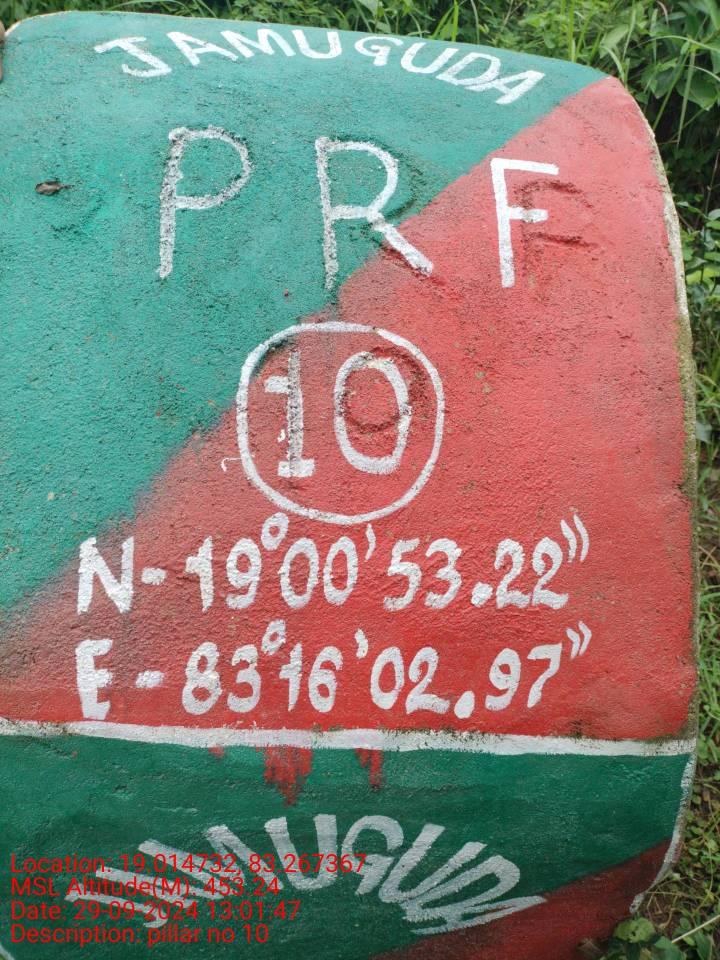 JAMUGUDA
PRF
10
N-19°00'53.22"
E-83°16'02.97"
JAMUGUDA
Location: 19.014732, 83.267367
MSL Altitude(M): 453.24
Date: 29-09-2024 13:01:47
Description: pillar no 10